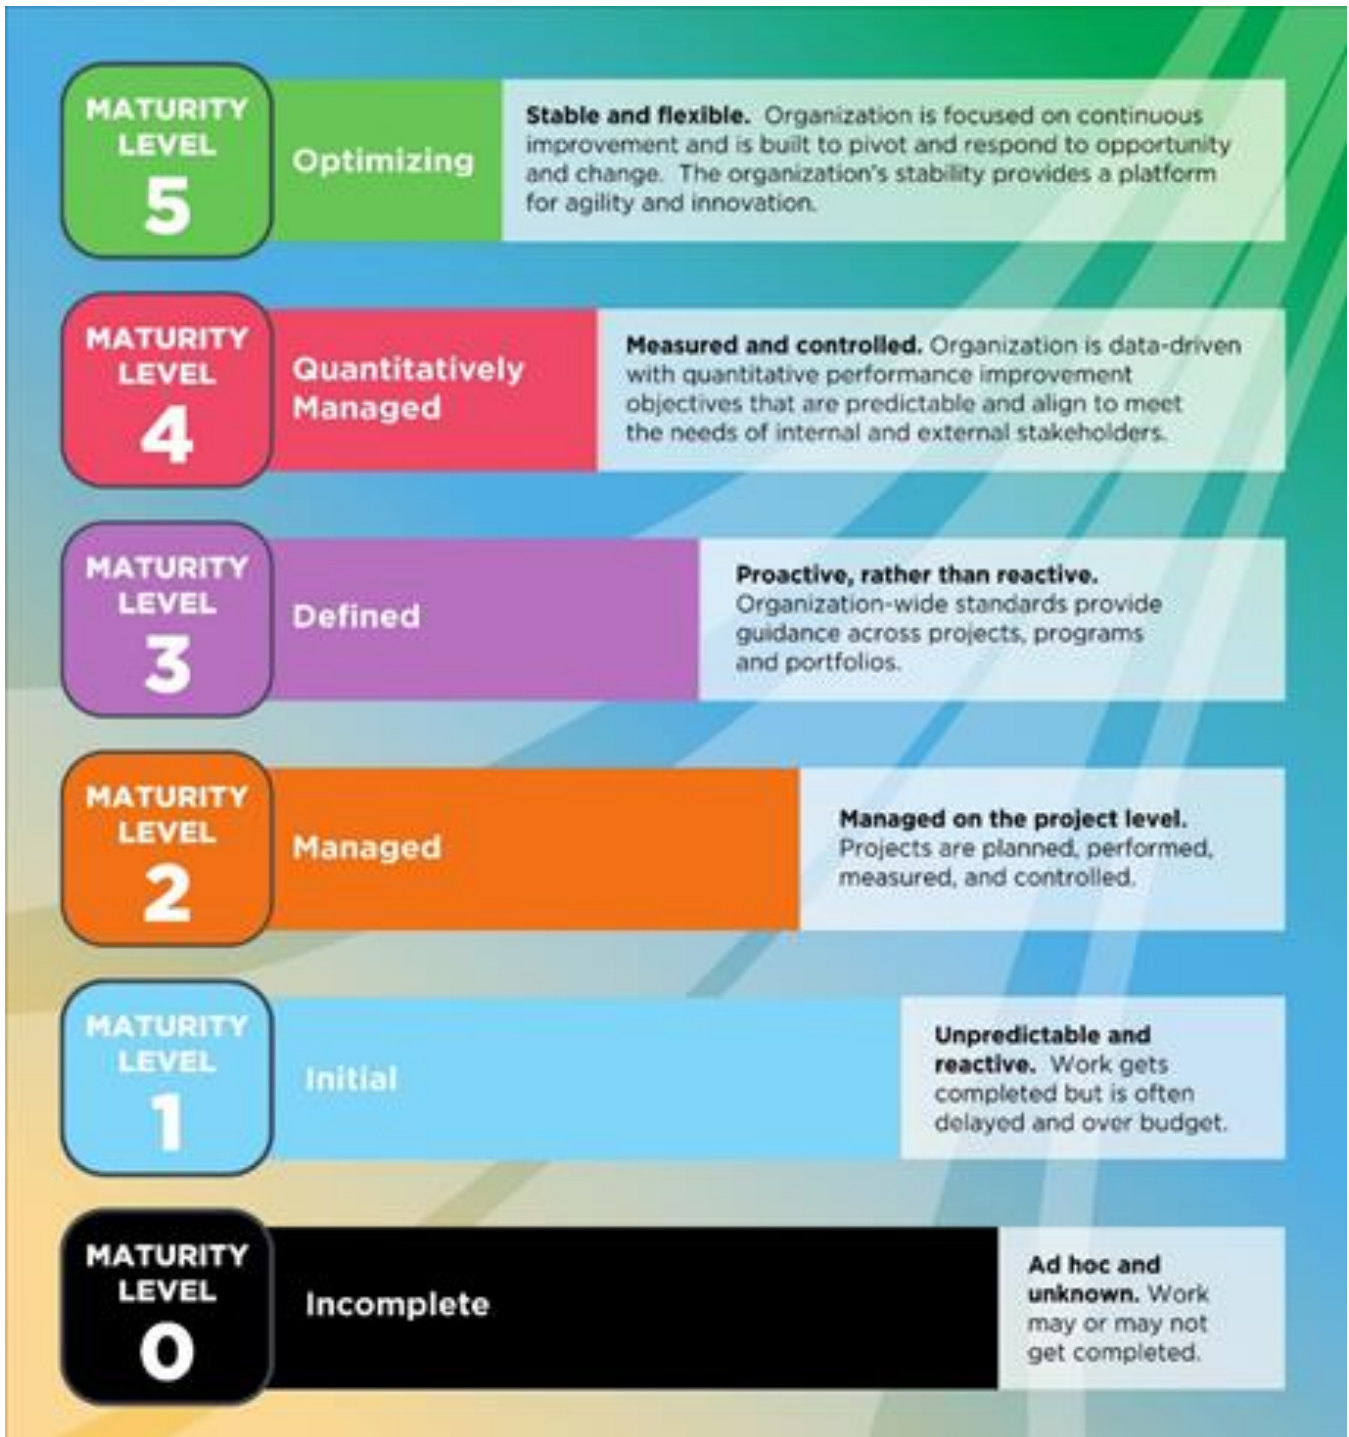 MATURITY
LEVEL
5
Optimizing
Stable and flexible. Organization is focused on continuous
improvement and is built to pivot and respond to opportunity
and change. The organization's stability provides a platform
for agility and innovation.
MATURITY
LEVEL
4
Quantitatively
Managed
Measured and controlled. Organization is data-driven
with quantitative performance improvement
objectives that are predictable and align to meet
the needs of internal and external stakeholders.
MATURITY
LEVEL
3
Defined
Proactive, rather than reactive.
Organization-wide standards provide
guidance across projects, programs
and portfolios.
MATURITY
LEVEL
2
Managed
Managed on the project level.
Projects are planned, performed,
measured, and controlled.
MATURITY
LEVEL
1
Initial
Unpredictable and
reactive. Work gets
completed but is often
delayed and over budget.
MATURITY
LEVEL
0
Incomplete
Ad hoc and
unknown. Work
may or may not
get completed.